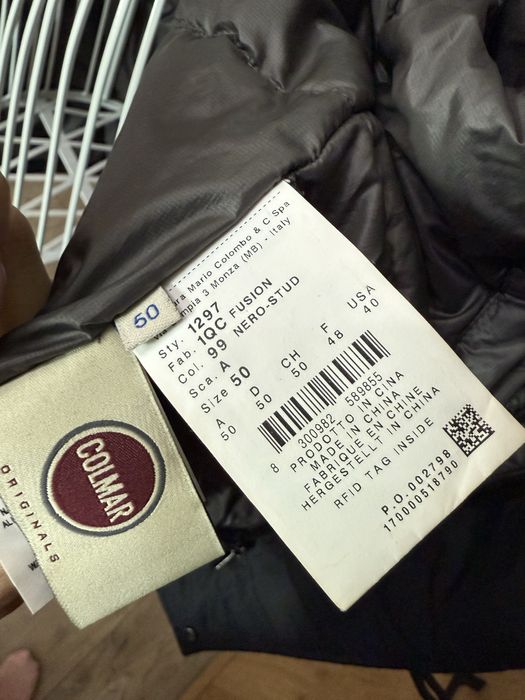 ra Mario Colombo & C Spa
mpia 3 Monza (MB) - Italy
50
Sty. 1297
Fab. 1QC FUSION
Col. 99 NERO-STUD
Sca. A
Size 50
A D CH F USA
50 50 50 48 40
8 300982 589855
PRODOTTO IN CINA
MADE IN CHINA
FABRIQUE EN CHINE
HERGESTELLT IN CHINA
RFID TAG INSIDE
P.O. 002798
170000518790
COLMAR
ORIGINALS